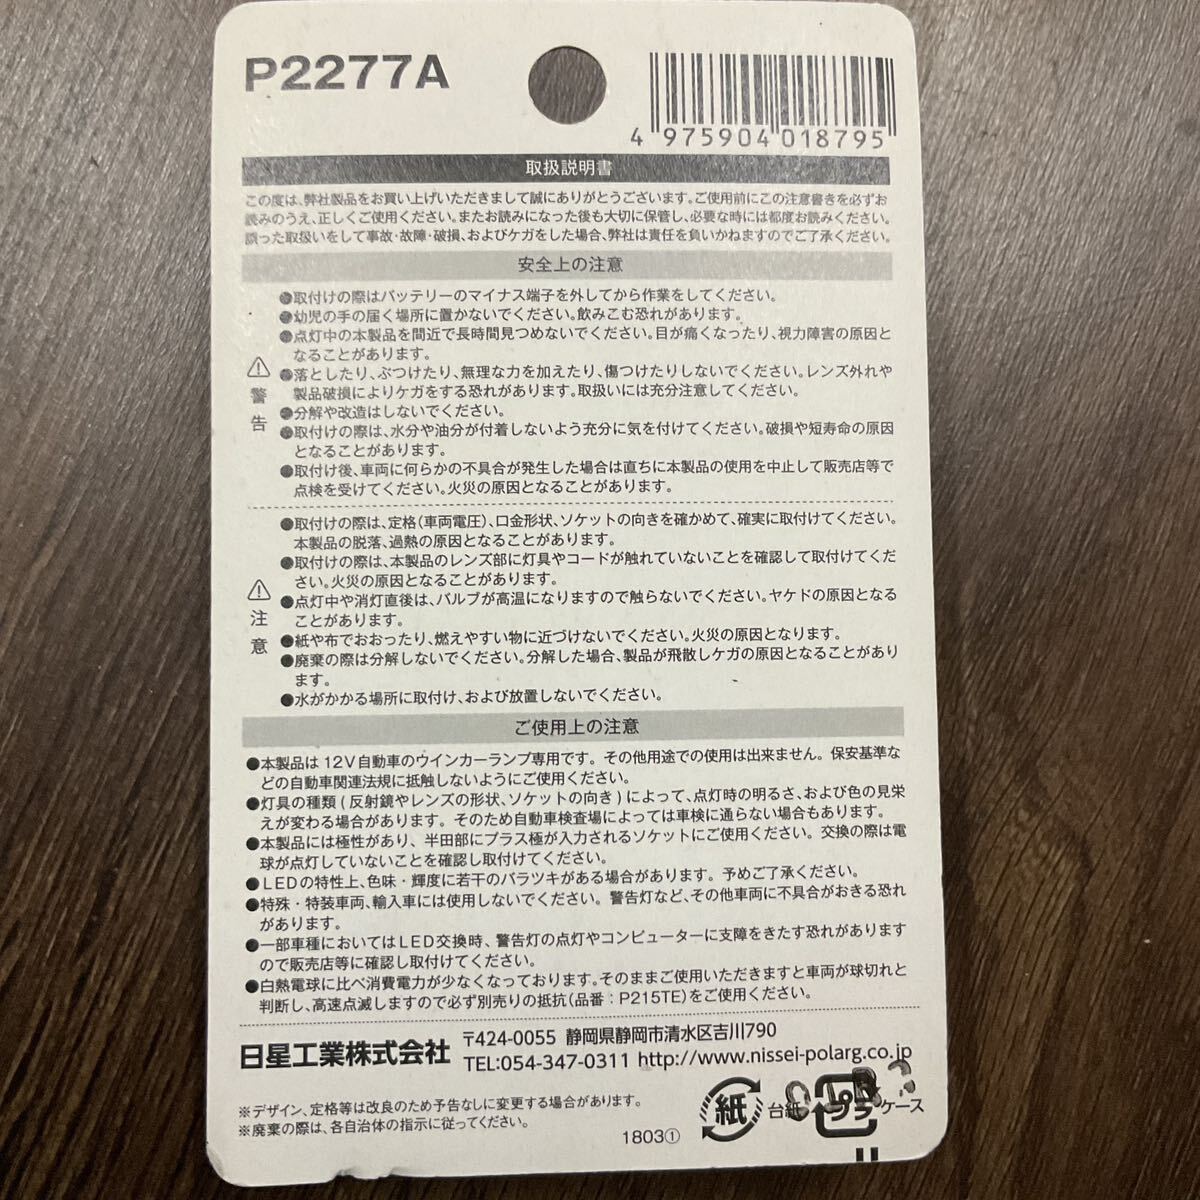 P2277A
4 975904 018795
取扱説明書
この度は、弊社製品をお買い上げいただきまして誠にありがとうございます。ご使用前にこの注意書きを必ずお
読みのうえ、正しくご使用ください。またお読みになった後も大切に保管し、必要な時には都度お読みください。
誤った取扱いをして事故・故障・破損、およびケガをした場合、弊社は責任を負いかねますのでご了承ください。
安全上の注意
⚠警告
●取付けの際はバッテリーのマイナス端子を外してから作業をしてください。
●幼児の手の届く場所に置かないでください。飲みこむ恐れがあります。
●点灯中の本製品を間近で長時間見つめないでください。目が痛くなったり、視力障害の原因と
なることがあります。
●落としたり、ぶつけたり、無理な力を加えたり、傷つけたりしないでください。レンズ外れや
製品破損によりケガをする恐れがあります。取扱いには充分注意してください。
●分解や改造はしないでください。
●取付けの際は、水分や油分が付着しないよう充分に気を付けてください。破損や短寿命の原因
となることがあります。
●取付け後、車両に何らかの不具合が発生した場合は直ちに本製品の使用を中止して販売店等で
点検を受けてください。火災の原因となることがあります。
⚠注意
●取付けの際は、定格(車両電圧)、口金形状、ソケットの向きを確かめて、確実に取付けてください。
本製品の脱落、過熱の原因となることがあります。
●取付けの際は、本製品のレンズ部に灯具やコードが触れていないことを確認して取付けてくだ
さい。火災の原因となることがあります。
●点灯中や消灯直後は、バルブが高温になりますので触らないでください。ヤケドの原因となる
ことがあります。
●紙や布でおおったり、燃えやすい物に近づけないでください。火災の原因となります。
●廃棄の際は分解しないでください。分解した場合、製品が飛散しケガの原因となることがあり
ます。
●水がかかる場所に取付け、および放置しないでください。
ご使用上の注意
●本製品は12V自動車のウインカーランプ専用です。その他用途での使用は出来ません。保安基準な
どの自動車関連法規に抵触しないようにご使用ください。
●灯具の種類(反射鏡やレンズの形状、ソケットの向き)によって、点灯時の明るさ、および色の見栄
えが変わる場合があります。そのため自動車検査場によっては車検に通らない場合もあります。
●本製品には極性があり、半田部にプラス極が入力されるソケットにご使用ください。交換の際は電
球が点灯していないことを確認し取付けてください。
●LEDの特性上、色味・輝度に若干のバラツキがある場合があります。予めご了承ください。
●特殊・特装車両、輸入車には使用しないでください。警告灯など、その他車両に不具合がおきる恐れ
があります。
●一部車種においてはLED交換時、警告灯の点灯やコンピューターに支障をきたす恐れがあります
ので販売店等に確認し取付けてください。
●白熱電球に比べ消費電力が少なくなっております。そのままご使用いただきますと車両が球切れと
判断し、高速点滅しますので必ず別売りの抵抗(品番:P215TE)をご使用ください。
日星工業株式会社
〒424-0055 静岡県静岡市清水区吉川790
TEL:054-347-0311 http://www.nissei-polarg.co.jp
※デザイン、定格等は改良のため予告なしに変更する場合があります。
※廃棄の際は、各自治体の指示に従ってください。
1803①
紙 台紙 プラ ケース